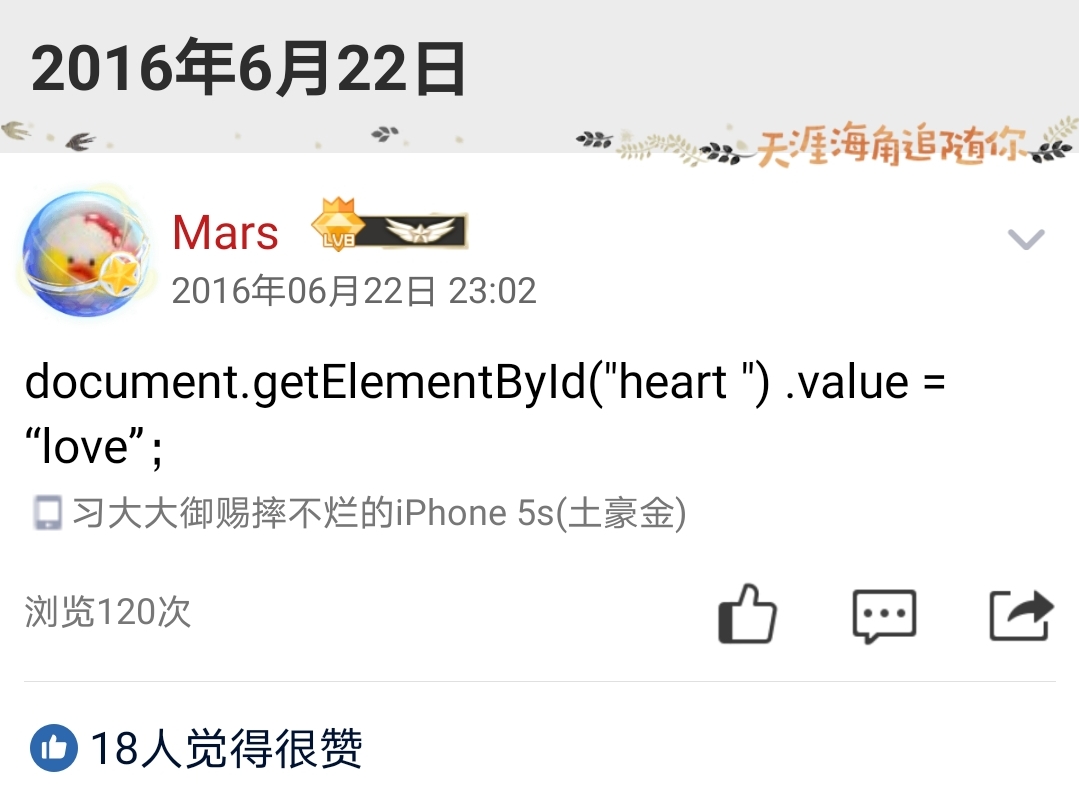 2016年6月22日
天涯海角追随你
Mars
LV8
2016年06月22日 23:02
document.getElementById("heart ") .value =
“love”；
习大大御赐摔不烂的iPhone 5s(土豪金)
浏览120次
18人觉得很赞